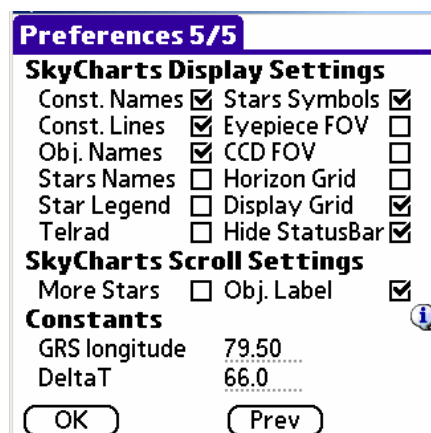 Preferences 5/5
SkyCharts Display Settings
Const. Names Stars Symbols
Const. Lines Eyepiece FOV
Obj. Names CCD FOV
Stars Names Horizon Grid
Star Legend Display Grid
Telrad Hide StatusBar
SkyCharts Scroll Settings
More Stars Obj. Label
Constants
GRS longitude 79.50
DeltaT 66.0
OK Prev